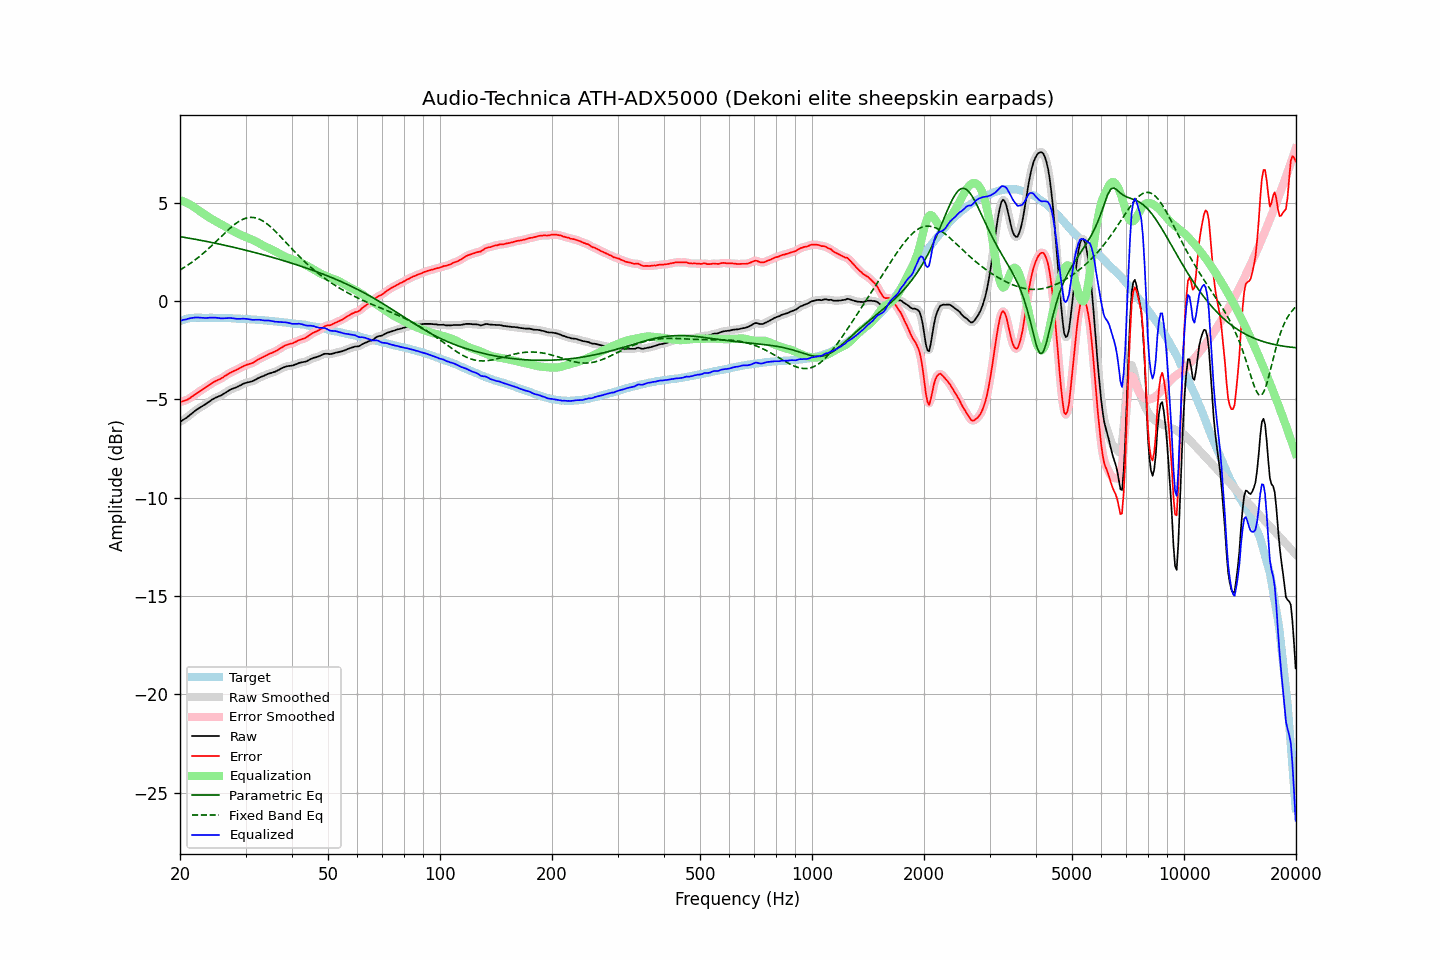 Audio-Technica ATH-ADX5000 (Dekoni elite sheepskin earpads)
Amplitude (dBr)
5
0
−5
−10
−15
−20
−25
Target
Raw Smoothed
Error Smoothed
Raw
Error
Equalization
Parametric Eq
Fixed Band Eq
Equalized
20
50
100
200
500
1000
2000
5000
10000
20000
Frequency (Hz)